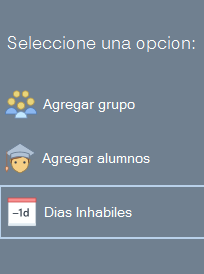 Seleccione una opcion:
Agregar grupo
Agregar alumnos
−1d
Dias Inhabiles